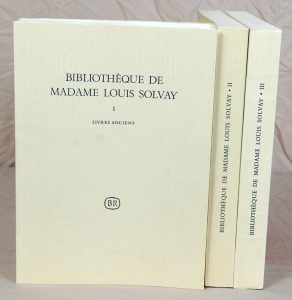 BIBLIOTHÈQUE DE
MADAME LOUIS SOLVAY
I
LIVRES ANCIENS
BR
BIBLIOTHÈQUE DE MADAME LOUIS SOLVAY • II
BIBLIOTHÈQUE DE MADAME LOUIS SOLVAY • III